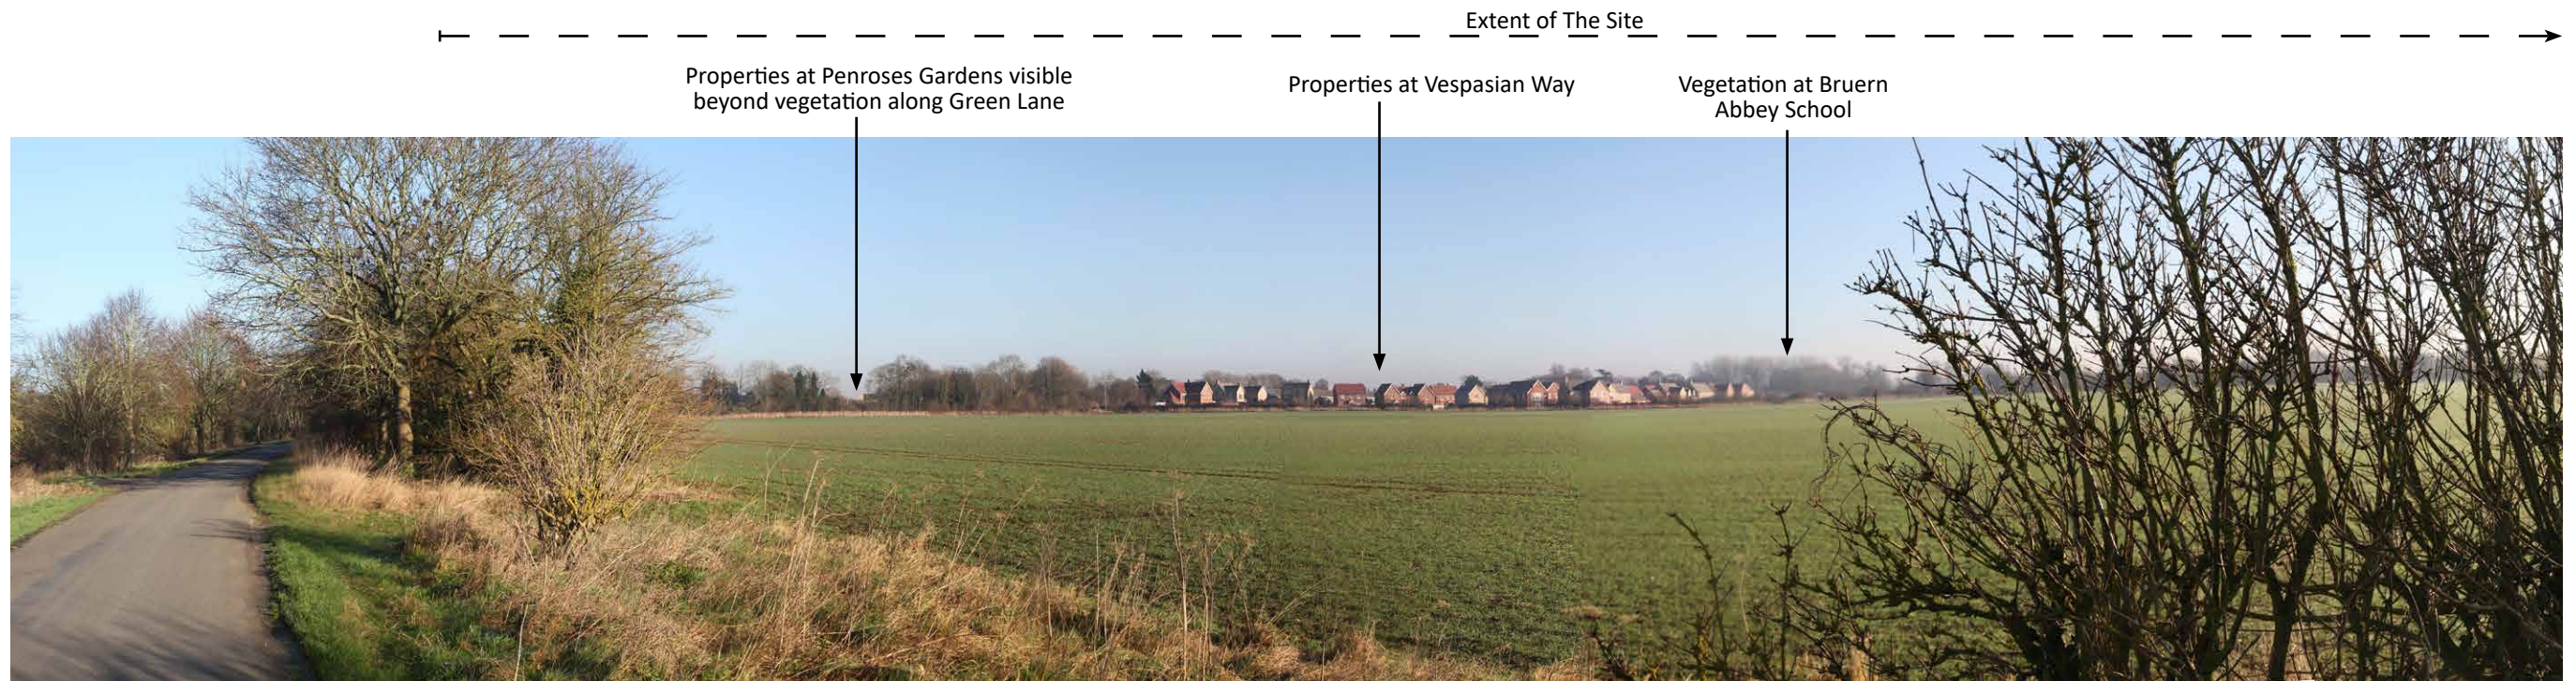 Extent of The Site
Properties at Penroses Gardens visible
beyond vegetation along Green Lane
Properties at Vespasian Way
Vegetation at Bruern
Abbey School